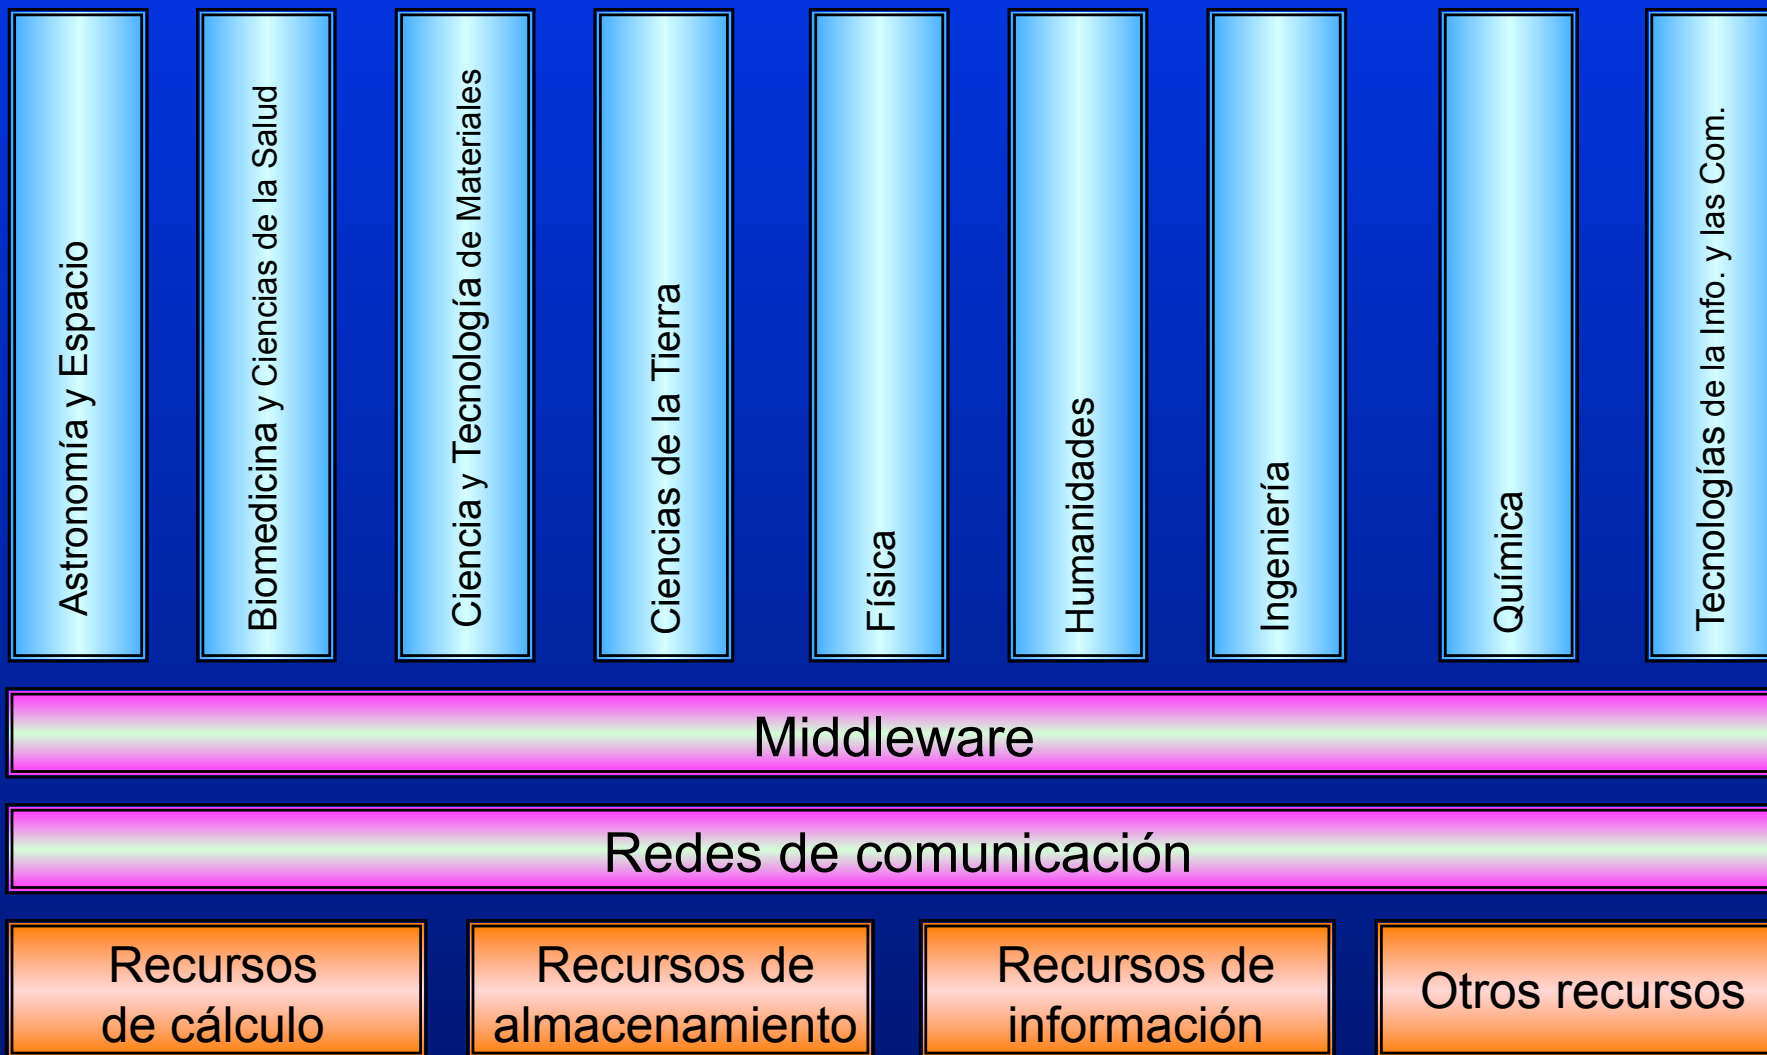 Astronomía y Espacio
Biomedicina y Ciencias de la Salud
Ciencia y Tecnología de Materiales
Ciencias de la Tierra
Física
Humanidades
Ingeniería
Química
Tecnologías de la Info. y las Com.
Middleware
Redes de comunicación
Recursos
de cálculo
Recursos de
almacenamiento
Recursos de
información
Otros recursos